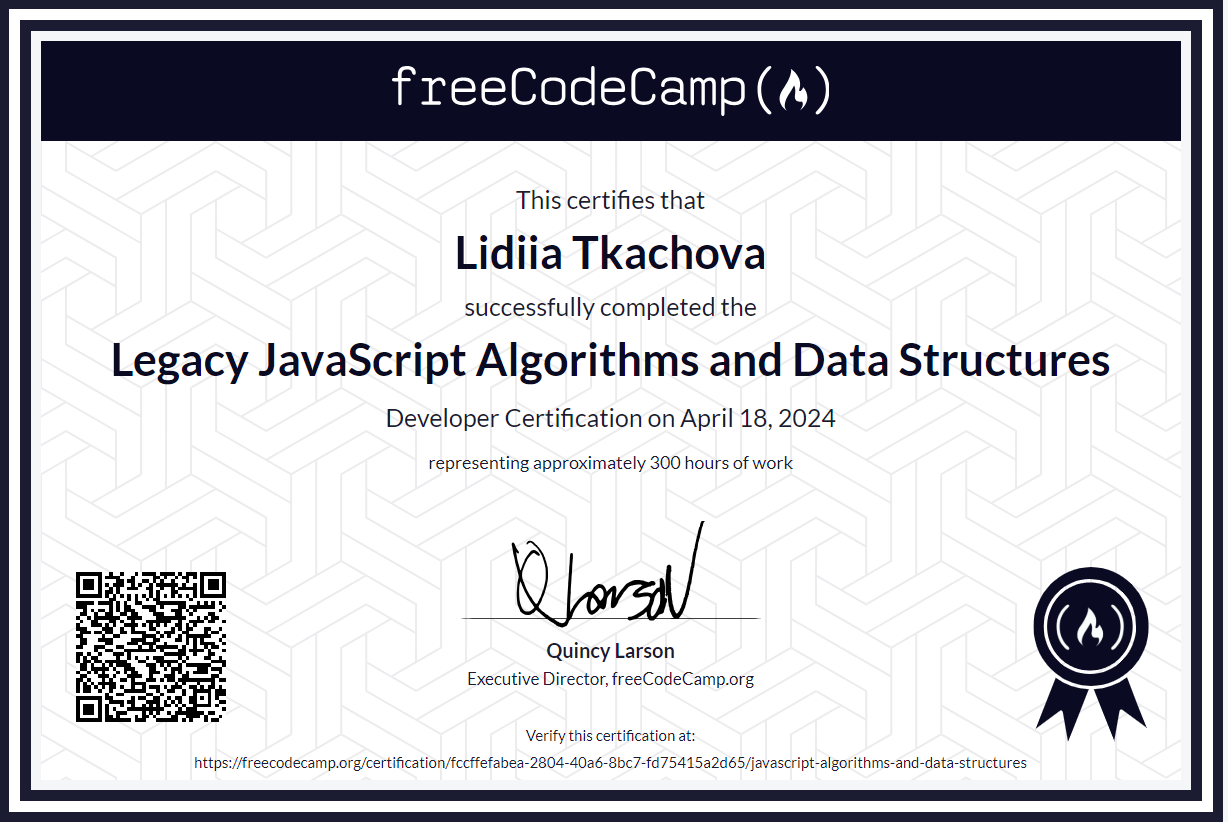 freeCodeCamp
This certifies that
Lidiia Tkachova
successfully completed the
Legacy JavaScript Algorithms and Data Structures
Developer Certification on April 18, 2024
representing approximately 300 hours of work
Q Larson
Quincy Larson
Executive Director, freeCodeCamp.org
Verify this certification at:
https://freecodecamp.org/certification/fccffefabea-2804-40a6-8bc7-fd75415a2d65/javascript-algorithms-and-data-structures